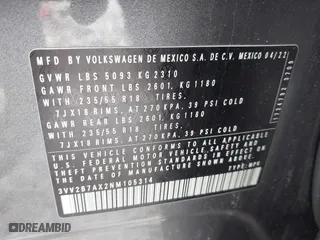 MFD BY VOLKSWAGEN DE MEXICO S.A. DE C.V. MEXICO 04/22
GVWR LBS 5093 KG 2310
GAWR FRONT LBS 2601, KG 1180
WITH 235/55 R18 TIRES,
7JX18 RIMS, AT 270 KPA, 39 PSI COLD
GAWR REAR LBS 2601, KG 1180
WITH 235/55 R18 TIRES,
7JX18 RIMS, AT 270 KPA, 39 PSI COLD
THIS VEHICLE CONFORMS TO ALL APPLICABLE
FEDERAL MOTOR VEHICLE SAFETY, BUMPER AND
THEFT PREVENTION STANDARDS IN EFFECT ON THE
DATE OF MANUFACTURE SHOWN ABOVE.
3VV2B7AX2NM105314
TYPE: MPV
DREAMBID